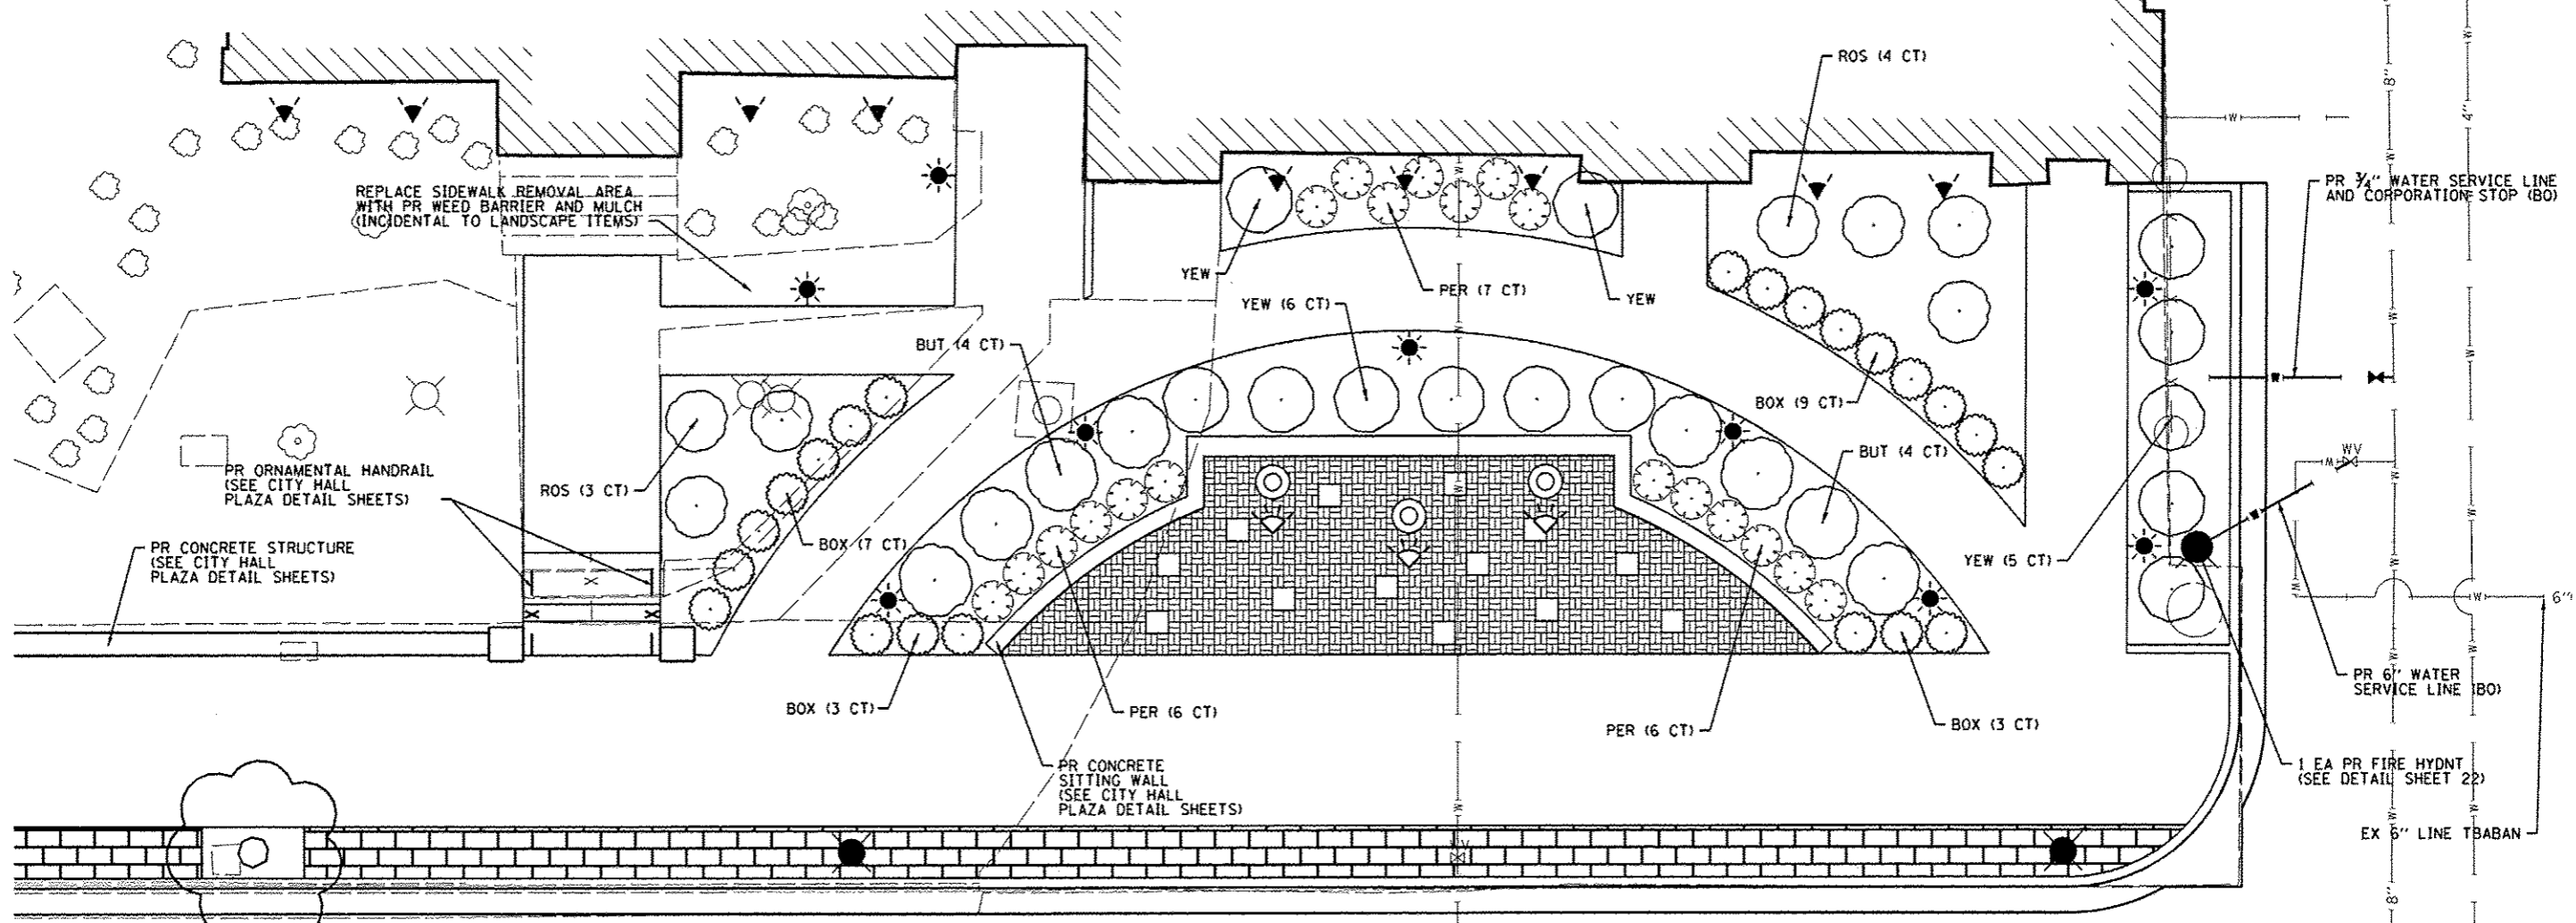 ROS (4 CT)
8"
4"
W
REPLACE SIDEWALK REMOVAL AREA
WITH PR WEED BARRIER AND MULCH
(INCIDENTAL TO LANDSCAPE ITEMS)
PR 3/4" WATER SERVICE LINE
AND CORPORATION STOP (BO)
YEW
PER (7 CT)
YEW
YEW (6 CT)
BUT (4 CT)
W
BOX (9 CT)
BUT (4 CT)
WV
W
PR ORNAMENTAL HANDRAIL
(SEE CITY HALL
PLAZA DETAIL SHEETS)
ROS (3 CT)
BOX (7 CT)
PR CONCRETE STRUCTURE
(SEE CITY HALL
PLAZA DETAIL SHEETS)
YEW (5 CT)
W
6"
PR 6" WATER
SERVICE LINE (BO)
BOX (3 CT)
PER (6 CT)
PER (6 CT)
BOX (3 CT)
PR CONCRETE
SITTING WALL
(SEE CITY HALL
PLAZA DETAIL SHEETS)
1 EA PR FIRE HYDNT
(SEE DETAIL SHEET 22)
EX 6" LINE TBABAN
WV
8"